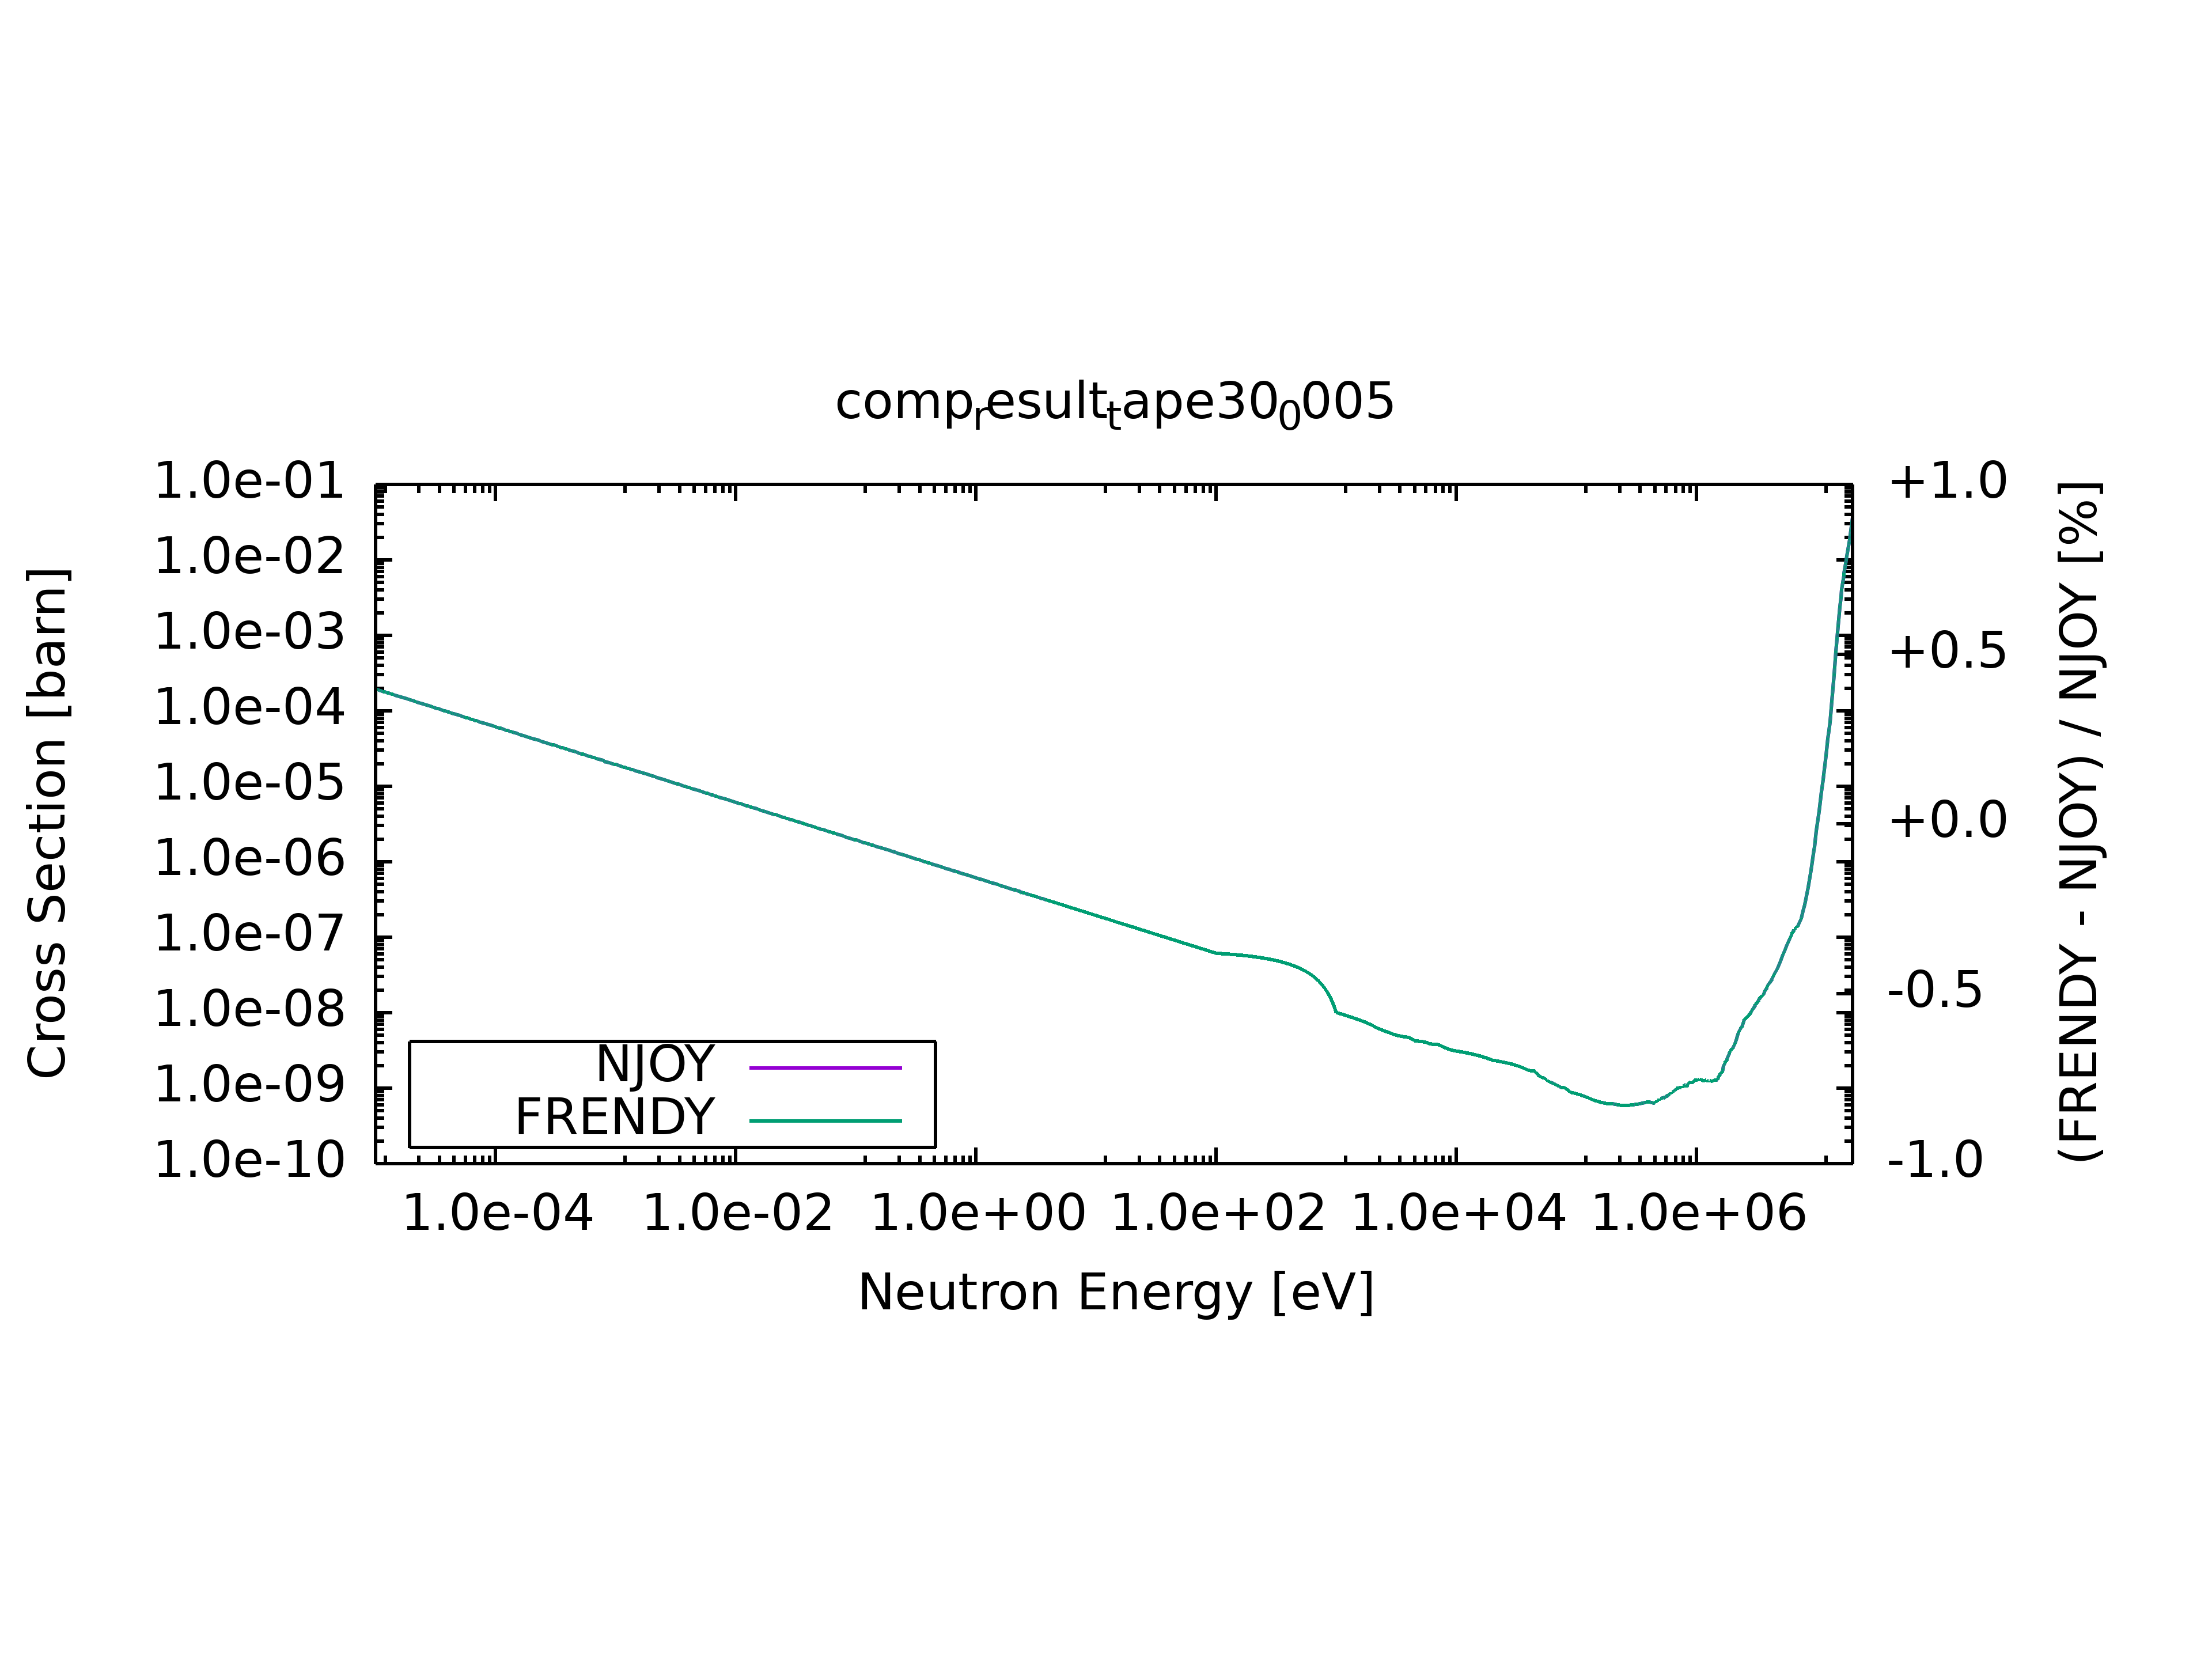 comp_result_tape30_0005
1.0e-01
1.0e-02
1.0e-03
1.0e-04
1.0e-05
1.0e-06
1.0e-07
1.0e-08
1.0e-09
1.0e-10
Cross Section [barn]
+1.0
+0.5
+0.0
-0.5
-1.0
(FRENDY - NJOY) / NJOY [%]
NJOY
FRENDY
1.0e-04 1.0e-02 1.0e+00 1.0e+02 1.0e+04 1.0e+06
Neutron Energy [eV]